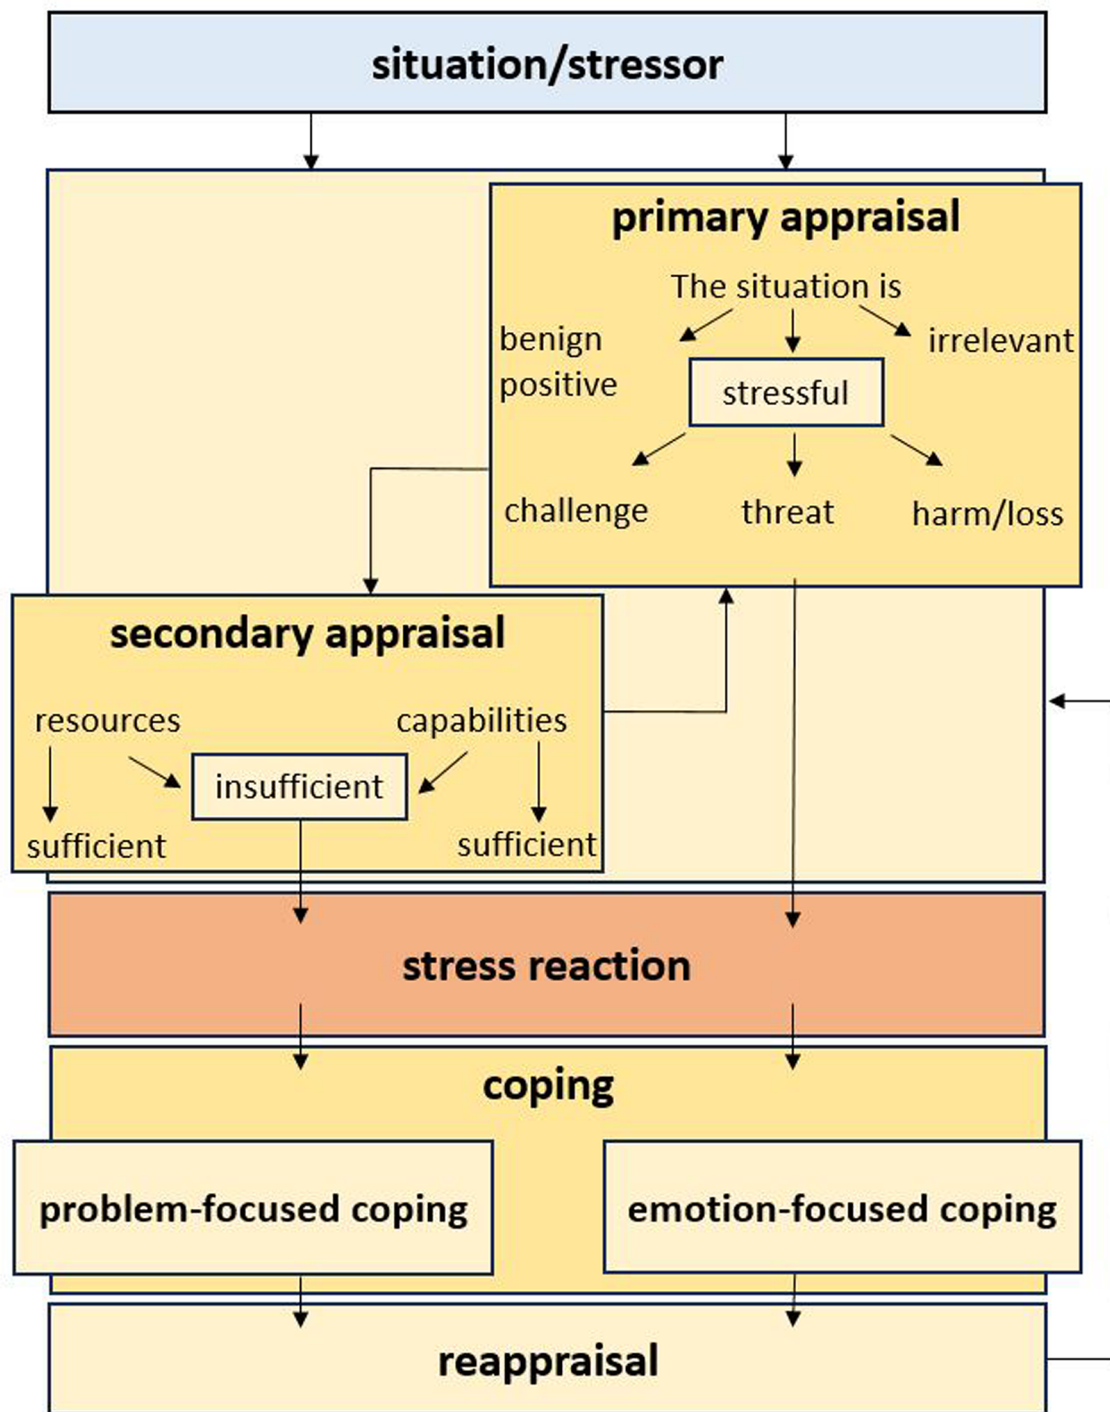 situation/stressor
primary appraisal
The situation is
benign
positive
irrelevant
stressful
challenge
threat
harm/loss
secondary appraisal
resources
capabilities
insufficient
sufficient
sufficient
stress reaction
coping
problem-focused coping
emotion-focused coping
reappraisal